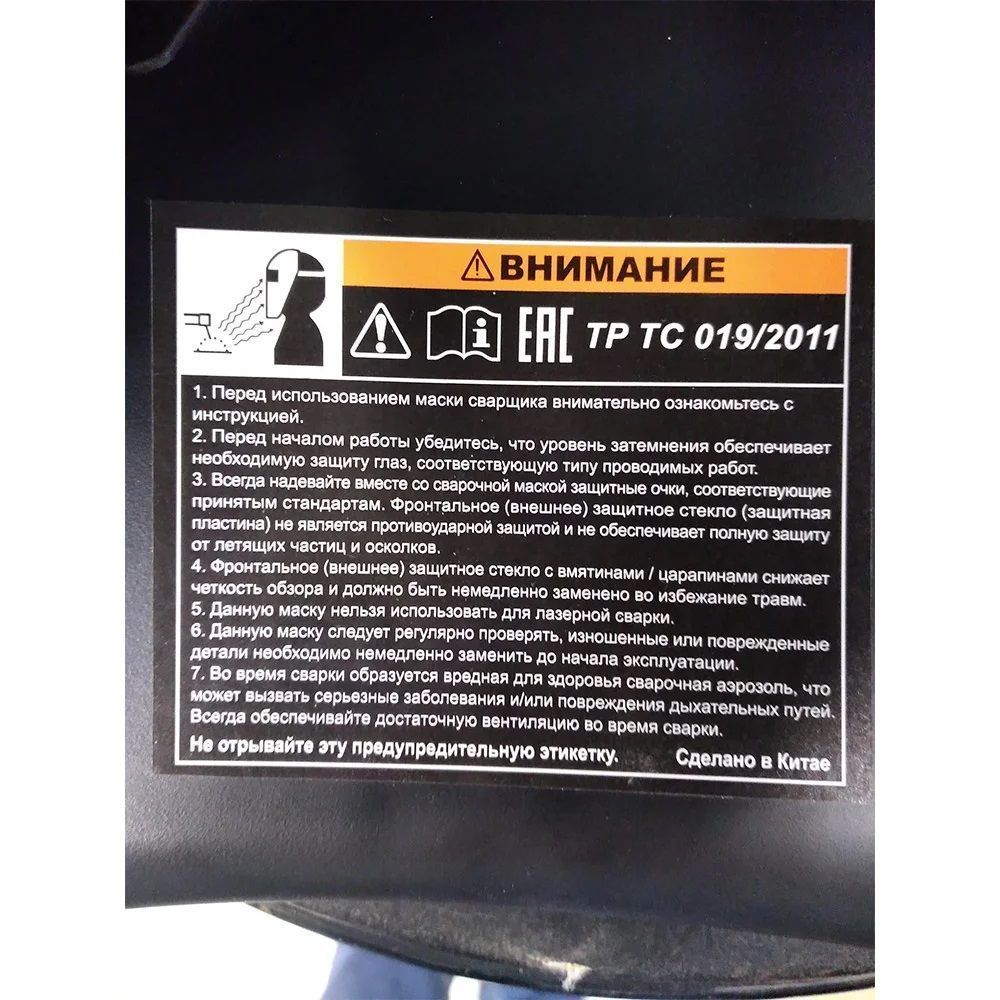 ВНИМАНИЕ
EAC ТР ТС 019/2011
1. Перед использованием маски сварщика внимательно ознакомьтесь с
инструкцией.
2. Перед началом работы убедитесь, что уровень затемнения обеспечивает
необходимую защиту глаз, соответствующую типу проводимых работ.
3. Всегда надевайте вместе со сварочной маской защитные очки, соответствующие
принятым стандартам. Фронтальное (внешнее) защитное стекло (защитная
пластина) не является противоударной защитой и не обеспечивает полную защиту
от летящих частиц и осколков.
4. Фронтальное (внешнее) защитное стекло с вмятинами / царапинами снижает
четкость обзора и должно быть немедленно заменено во избежание травм.
5. Данную маску нельзя использовать для лазерной сварки.
6. Данную маску следует регулярно проверять, изношенные или поврежденные
детали необходимо немедленно заменить до начала эксплуатации.
7. Во время сварки образуется вредная для здоровья сварочная аэрозоль, что
может вызвать серьезные заболевания и/или повреждения дыхательных путей.
Всегда обеспечивайте достаточную вентиляцию во время сварки.
Не отрывайте эту предупредительную этикетку. Сделано в Китае